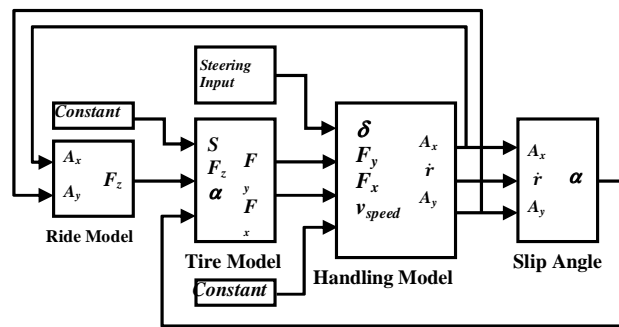 Steering
Input
Constant
A_x
A_y
F_z
Ride Model
S
F_z
α
F
y
F
x
Tire Model
Constant
δ
F_y
F_x
v_speed
A_x
ṙ
A_y
Handling Model
A_x
ṙ
A_y
α
Slip Angle